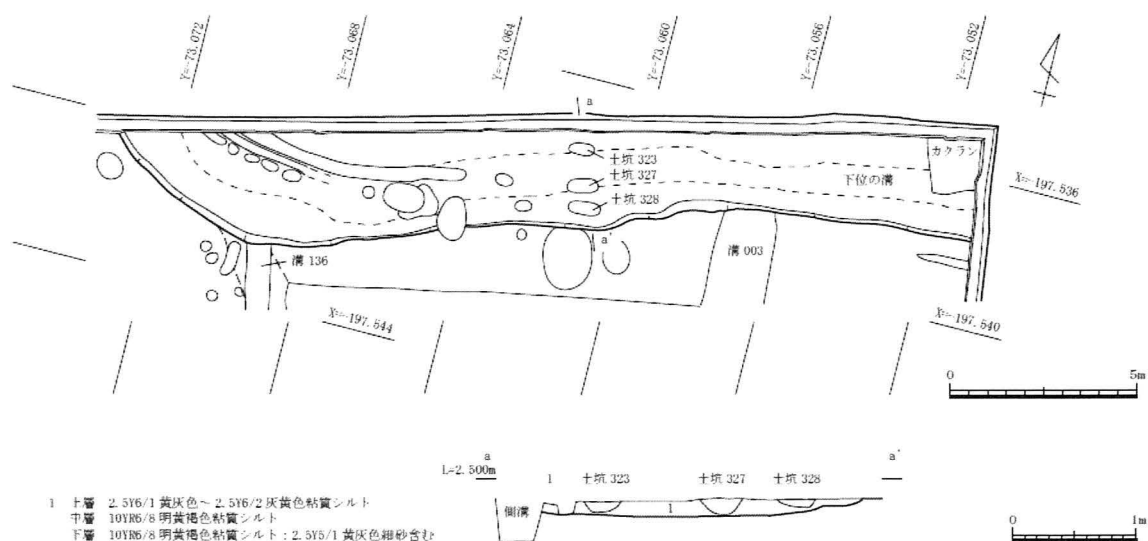 Y=-73.072
Y=-73.068
Y=-73.064
Y=-73.060
Y=-73.056
Y=-73.052
a
土坑 323
カクラン
土坑 327
下位の溝
X=-197.536
土坑 328
a'
溝 003
溝 136
X=-197.544
X=-197.540
0 5m
a a'
L=2.500m
1 土坑 323 土坑 327 土坑 328
側溝 1
1 上層 2.5Y6/1 黄灰色～2.5Y6/2 灰黄色粘質シルト
中層 10YR6/8 明黄褐色粘質シルト
下層 10YR6/8 明黄褐色粘質シルト：2.5Y5/1 黄灰色細砂含む
0 1m